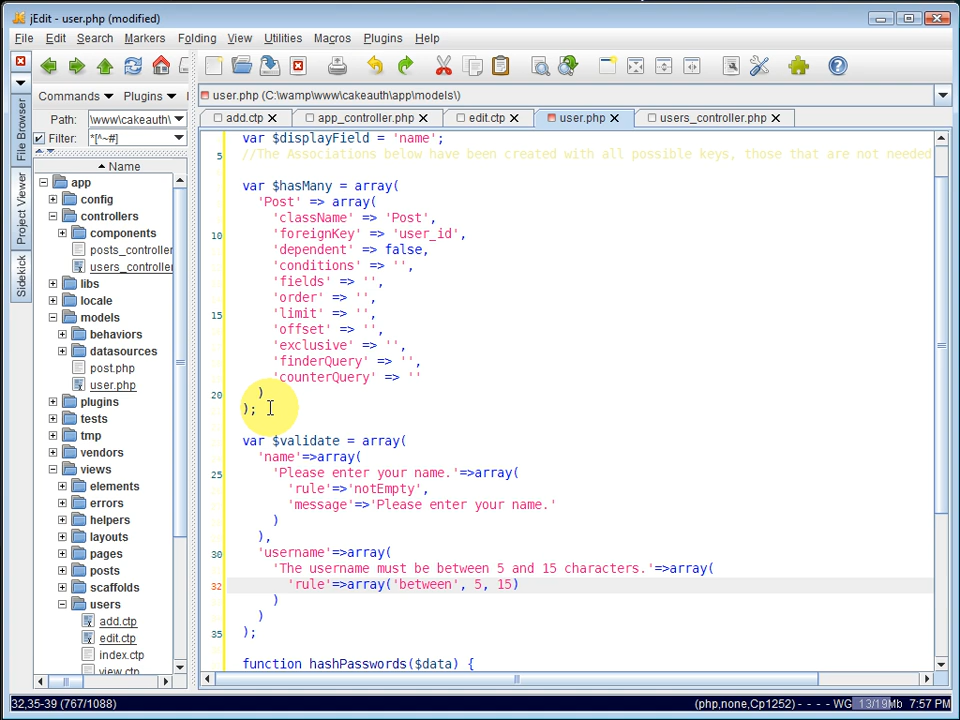 jEdit - user.php (modified)
File Edit Search Markers Folding View Utilities Macros Plugins Help
Commands Plugins
user.php (C:\wamp\www\cakeauth\app\models\)
Path: \www\cakeauth\
Filter: *[^~#]
add.ctp app_controller.php edit.ctp user.php users_controller.php
File Browser
Project Viewer
Sidekick
Name
app
config
controllers
components
posts_controller
users_controller
libs
locale
models
behaviors
datasources
post.php
user.php
plugins
tests
tmp
vendors
views
elements
errors
helpers
layouts
pages
posts
scaffolds
users
add.ctp
edit.ctp
index.ctp
view.ctp
var $displayField = 'name';
5 //The Associations below have been created with all possible keys, those that are not needed
var $hasMany = array(
'Post' => array(
'className' => 'Post',
10 'foreignKey' => 'user_id',
'dependent' => false,
'conditions' => '',
'fields' => '',
'order' => '',
15 'limit' => '',
'offset' => '',
'exclusive' => '',
'finderQuery' => '',
'counterQuery' => ''
20 )
);
var $validate = array(
'name'=>array(
25 'Please enter your name.'=>array(
'rule'=>'notEmpty',
'message'=>'Please enter your name.'
)
),
30 'username'=>array(
'The username must be between 5 and 15 characters.'=>array(
32 'rule'=>array('between', 5, 15)
)
)
35 );
function hashPasswords($data) {
32,35-39 (767/1088) (php,none,Cp1252) - - - - WG 13/19Mb 7:57 PM